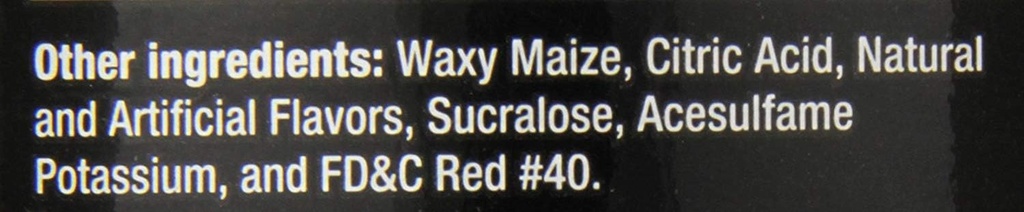 Other ingredients: Waxy Maize, Citric Acid, Natural
and Artificial Flavors, Sucralose, Acesulfame
Potassium, and FD&C Red #40.